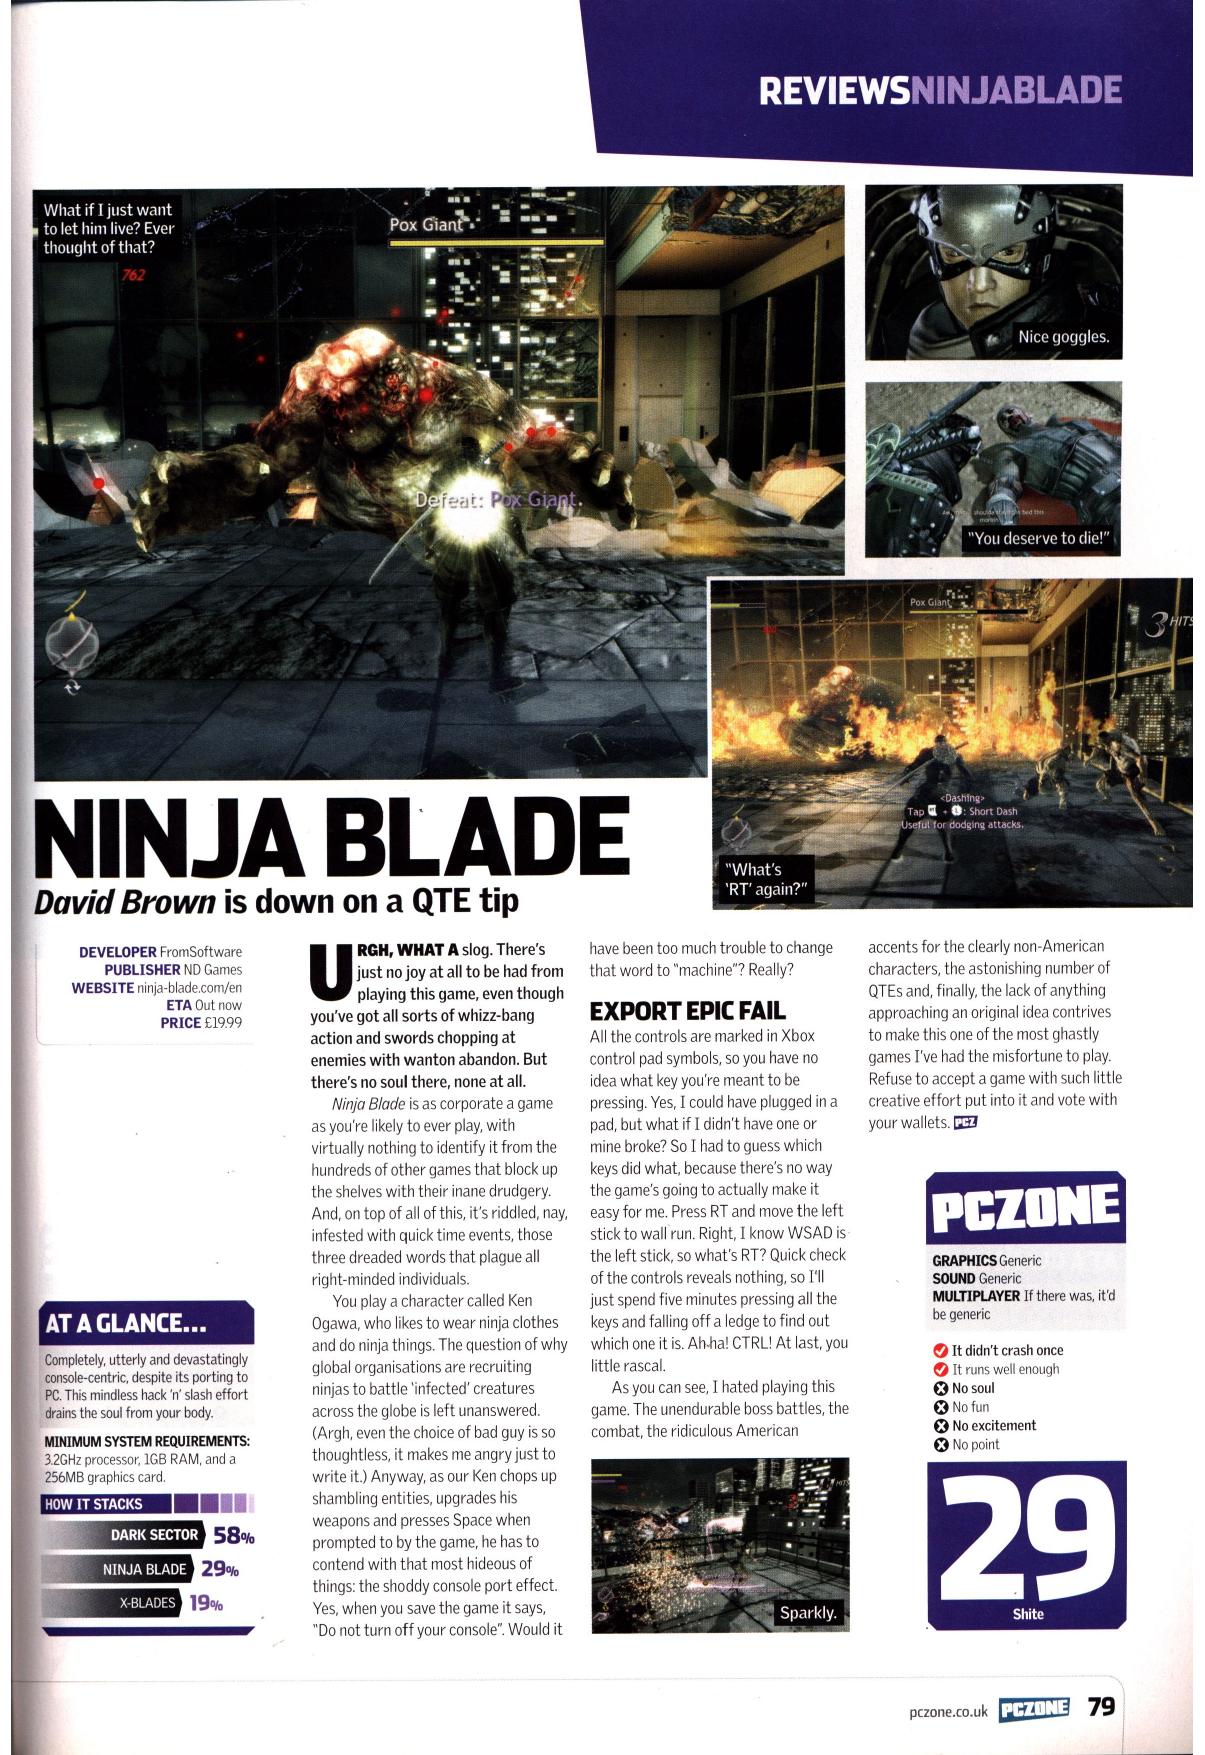 REVIEWSNINJABLADE
What if I just want
to let him live? Ever
thought of that?
762
Pox Giant
Defeat: Pox Giant.
Nice goggles.
"You deserve to die!"
Pox Giant
3 HITS
<Dashing>
Tap + : Short Dash
Useful for dodging attacks.
"What's
'RT' again?"
NINJA BLADE
David Brown is down on a QTE tip
DEVELOPER FromSoftware
PUBLISHER ND Games
WEBSITE ninja-blade.com/en
ETA Out now
PRICE £19.99
URGH, WHAT A slog. There's
just no joy at all to be had from
playing this game, even though
you've got all sorts of whizz-bang
action and swords chopping at
enemies with wanton abandon. But
there's no soul there, none at all.
Ninja Blade is as corporate a game
as you're likely to ever play, with
virtually nothing to identify it from the
hundreds of other games that block up
the shelves with their inane drudgery.
And, on top of all of this, it's riddled, nay,
infested with quick time events, those
three dreaded words that plague all
right-minded individuals.
You play a character called Ken
Ogawa, who likes to wear ninja clothes
and do ninja things. The question of why
global organisations are recruiting
ninjas to battle 'infected' creatures
across the globe is left unanswered.
(Argh, even the choice of bad guy is so
thoughtless, it makes me angry just to
write it.) Anyway, as our Ken chops up
shambling entities, upgrades his
weapons and presses Space when
prompted to by the game, he has to
contend with that most hideous of
things: the shoddy console port effect.
Yes, when you save the game it says,
"Do not turn off your console". Would it
have been too much trouble to change
that word to "machine"? Really?
EXPORT EPIC FAIL
All the controls are marked in Xbox
control pad symbols, so you have no
idea what key you're meant to be
pressing. Yes, I could have plugged in a
pad, but what if I didn't have one or
mine broke? So I had to guess which
keys did what, because there's no way
the game's going to actually make it
easy for me. Press RT and move the left
stick to wall run. Right, I know WSAD is
the left stick, so what's RT? Quick check
of the controls reveals nothing, so I'll
just spend five minutes pressing all the
keys and falling off a ledge to find out
which one it is. Ah-ha! CTRL! At last, you
little rascal.
As you can see, I hated playing this
game. The unendurable boss battles, the
combat, the ridiculous American
accents for the clearly non-American
characters, the astonishing number of
QTEs and, finally, the lack of anything
approaching an original idea contrives
to make this one of the most ghastly
games I've had the misfortune to play.
Refuse to accept a game with such little
creative effort put into it and vote with
your wallets. PCZ
Sparkly.
AT A GLANCE...
Completely, utterly and devastatingly
console-centric, despite its porting to
PC. This mindless hack 'n' slash effort
drains the soul from your body.
MINIMUM SYSTEM REQUIREMENTS:
3.2GHz processor, 1GB RAM, and a
256MB graphics card.
HOW IT STACKS
DARK SECTOR 58%
NINJA BLADE 29%
X-BLADES 19%
PCZONE
GRAPHICS Generic
SOUND Generic
MULTIPLAYER If there was, it'd
be generic
It didn't crash once
It runs well enough
No soul
No fun
No excitement
No point
29
Shite
pczone.co.uk PCZONE 79